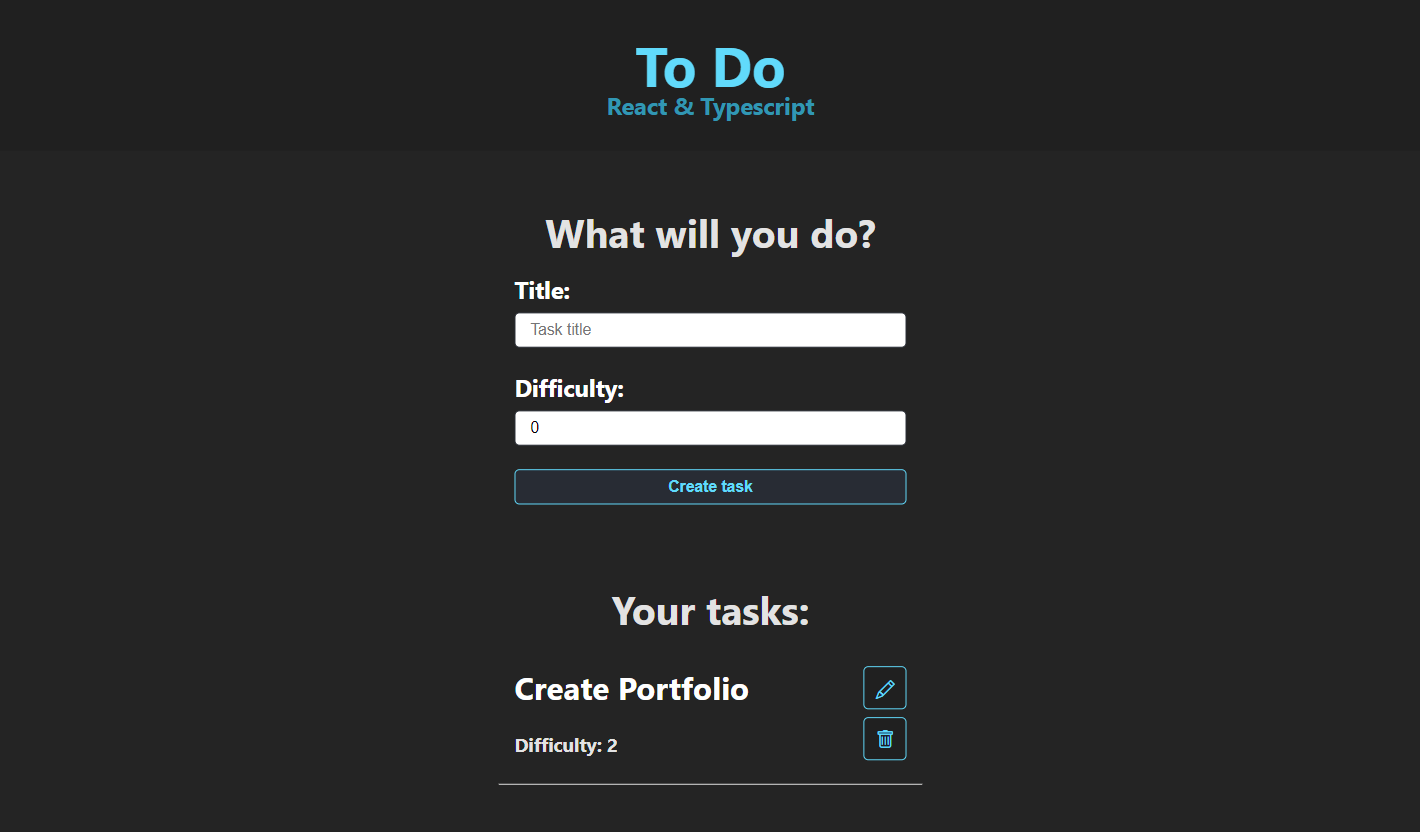 To Do
React & Typescript
What will you do?
Title:
Task title
Difficulty:
0
Create task
Your tasks:
Create Portfolio
Difficulty: 2